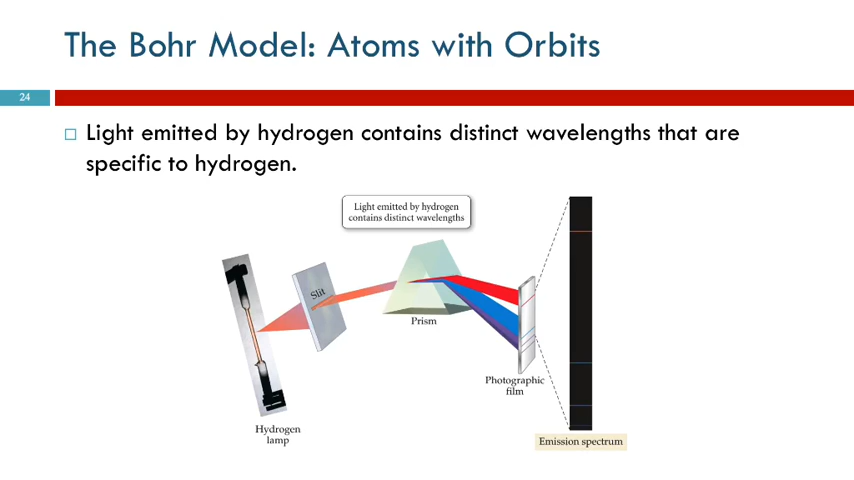 The Bohr Model: Atoms with Orbits
24
Light emitted by hydrogen contains distinct wavelengths that are
specific to hydrogen.
Light emitted by hydrogen
contains distinct wavelengths
Slit
Prism
Photographic
film
Hydrogen
lamp
Emission spectrum